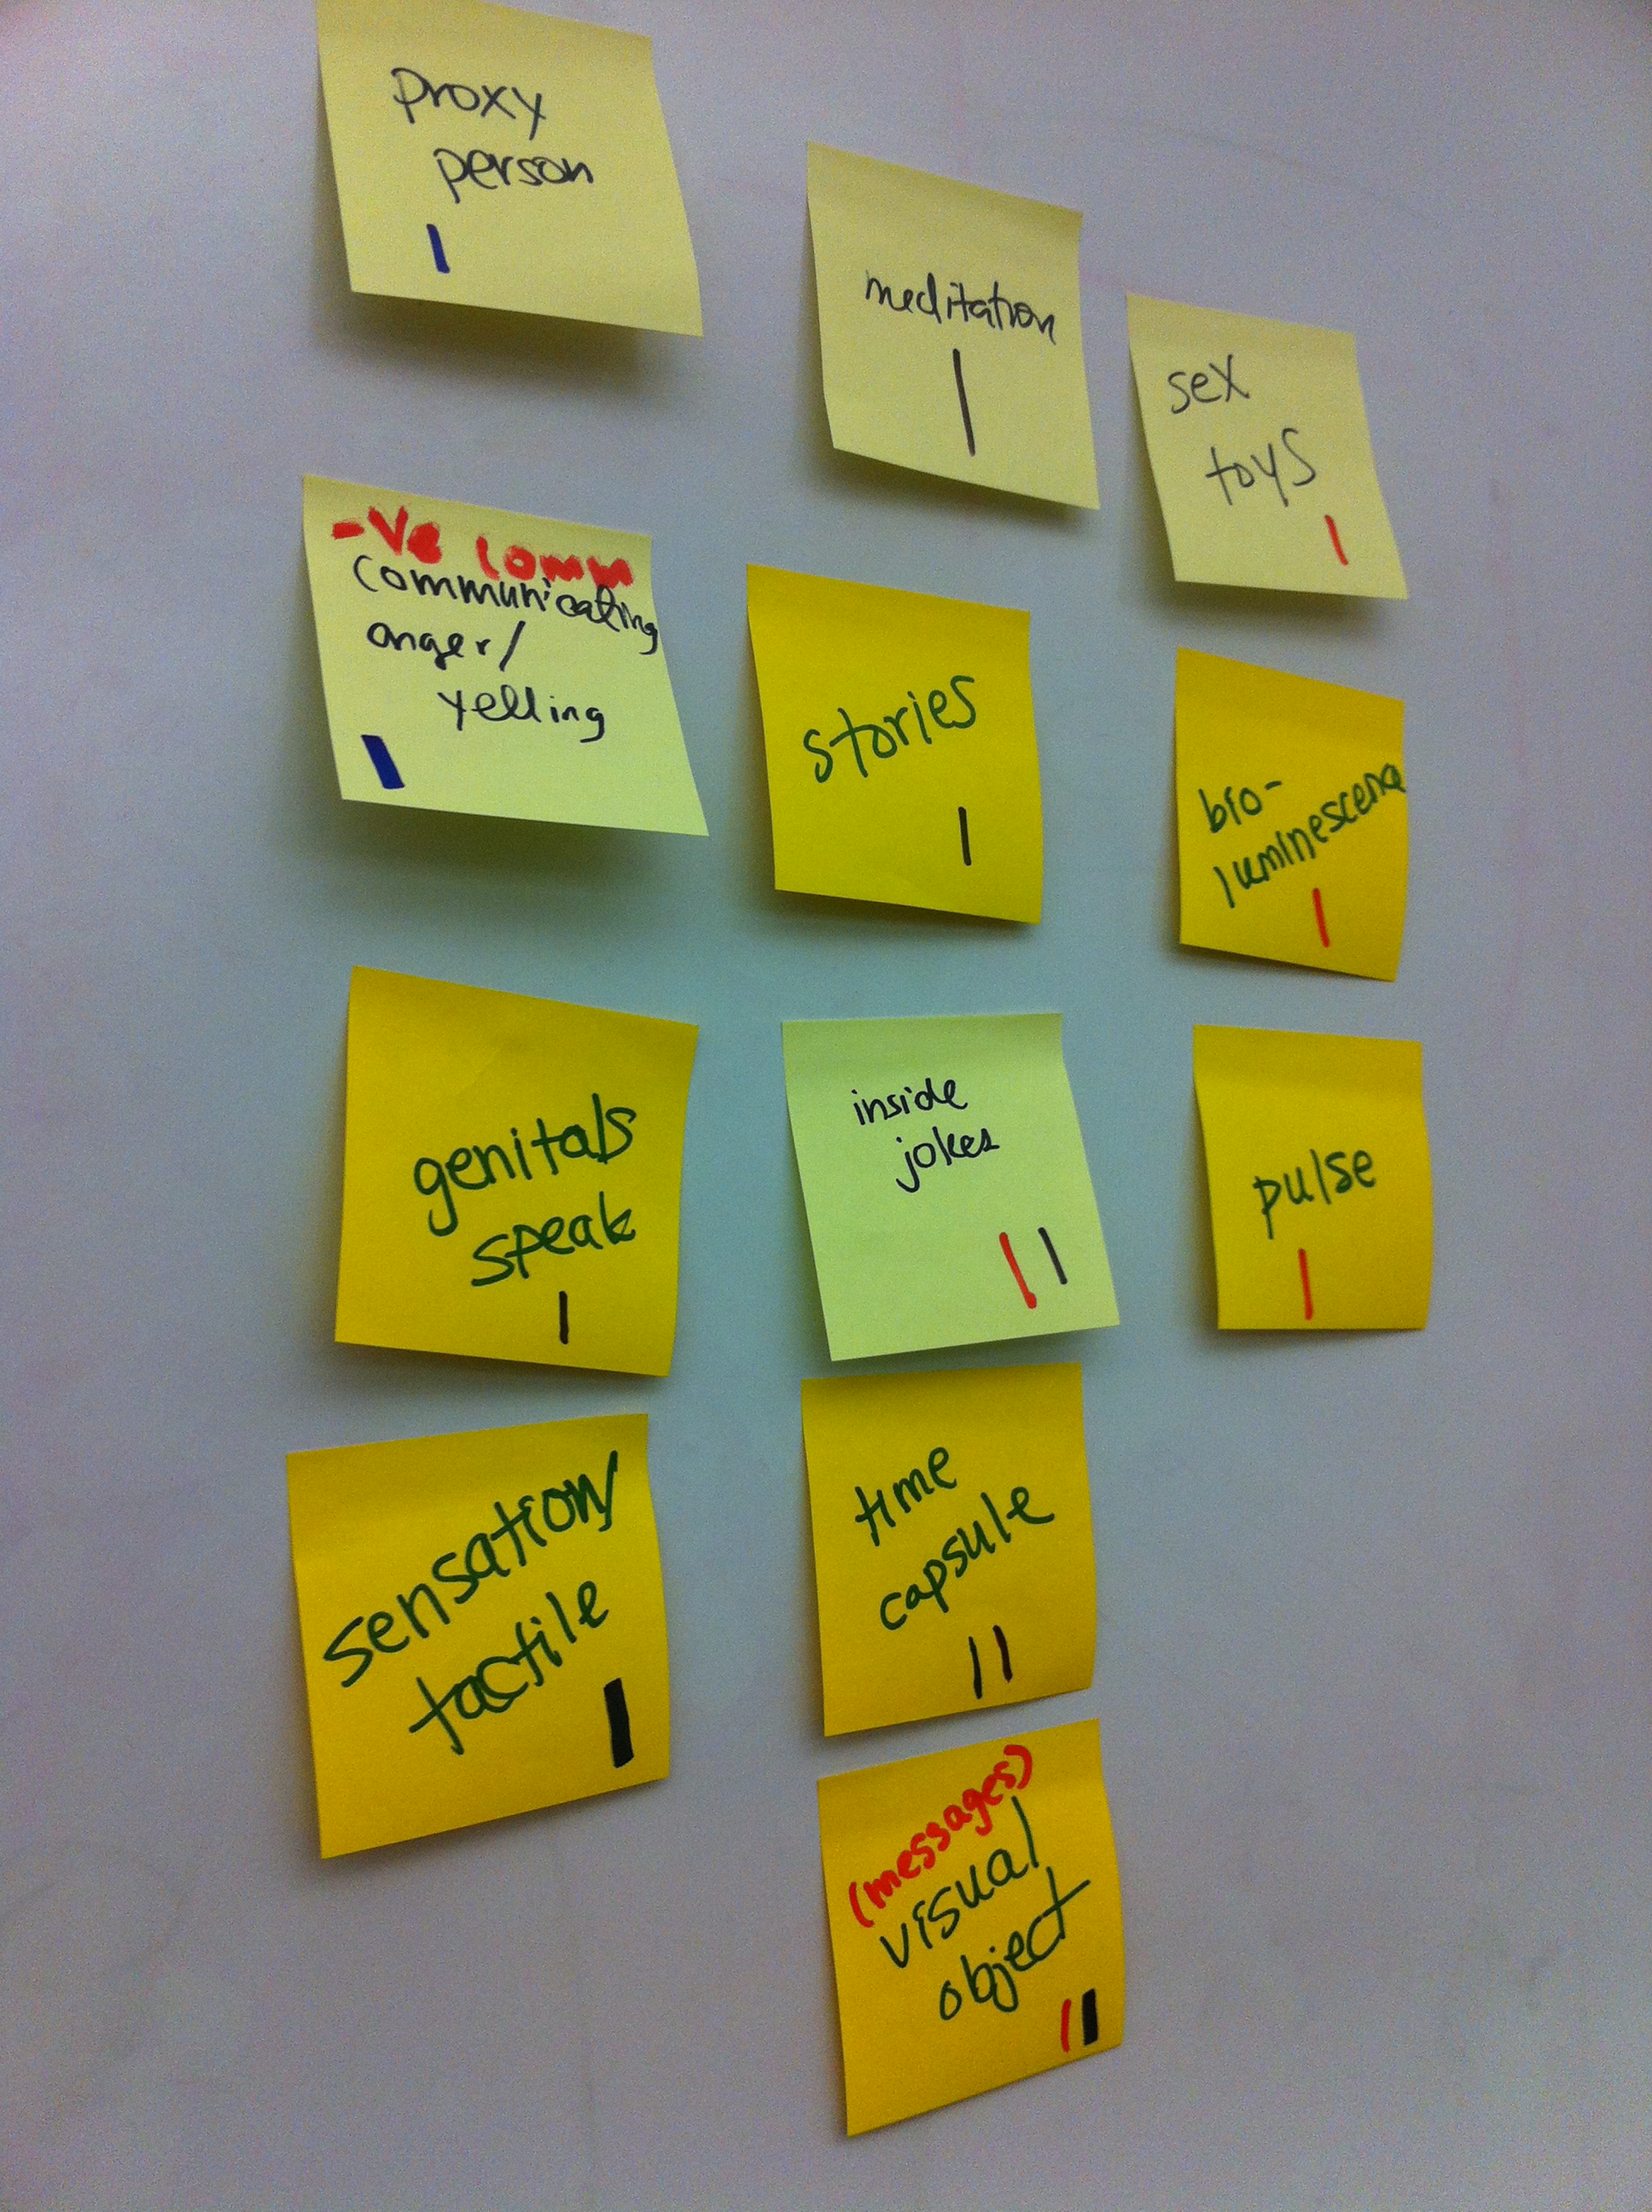 proxy
person
meditation
sex
toys
-ve comm
communicating
anger/
yelling
stories
bio-
luminescence
genitals
speak
inside
jokes
pulse
sensation/
tactile
time
capsule
(messages)
visual
object